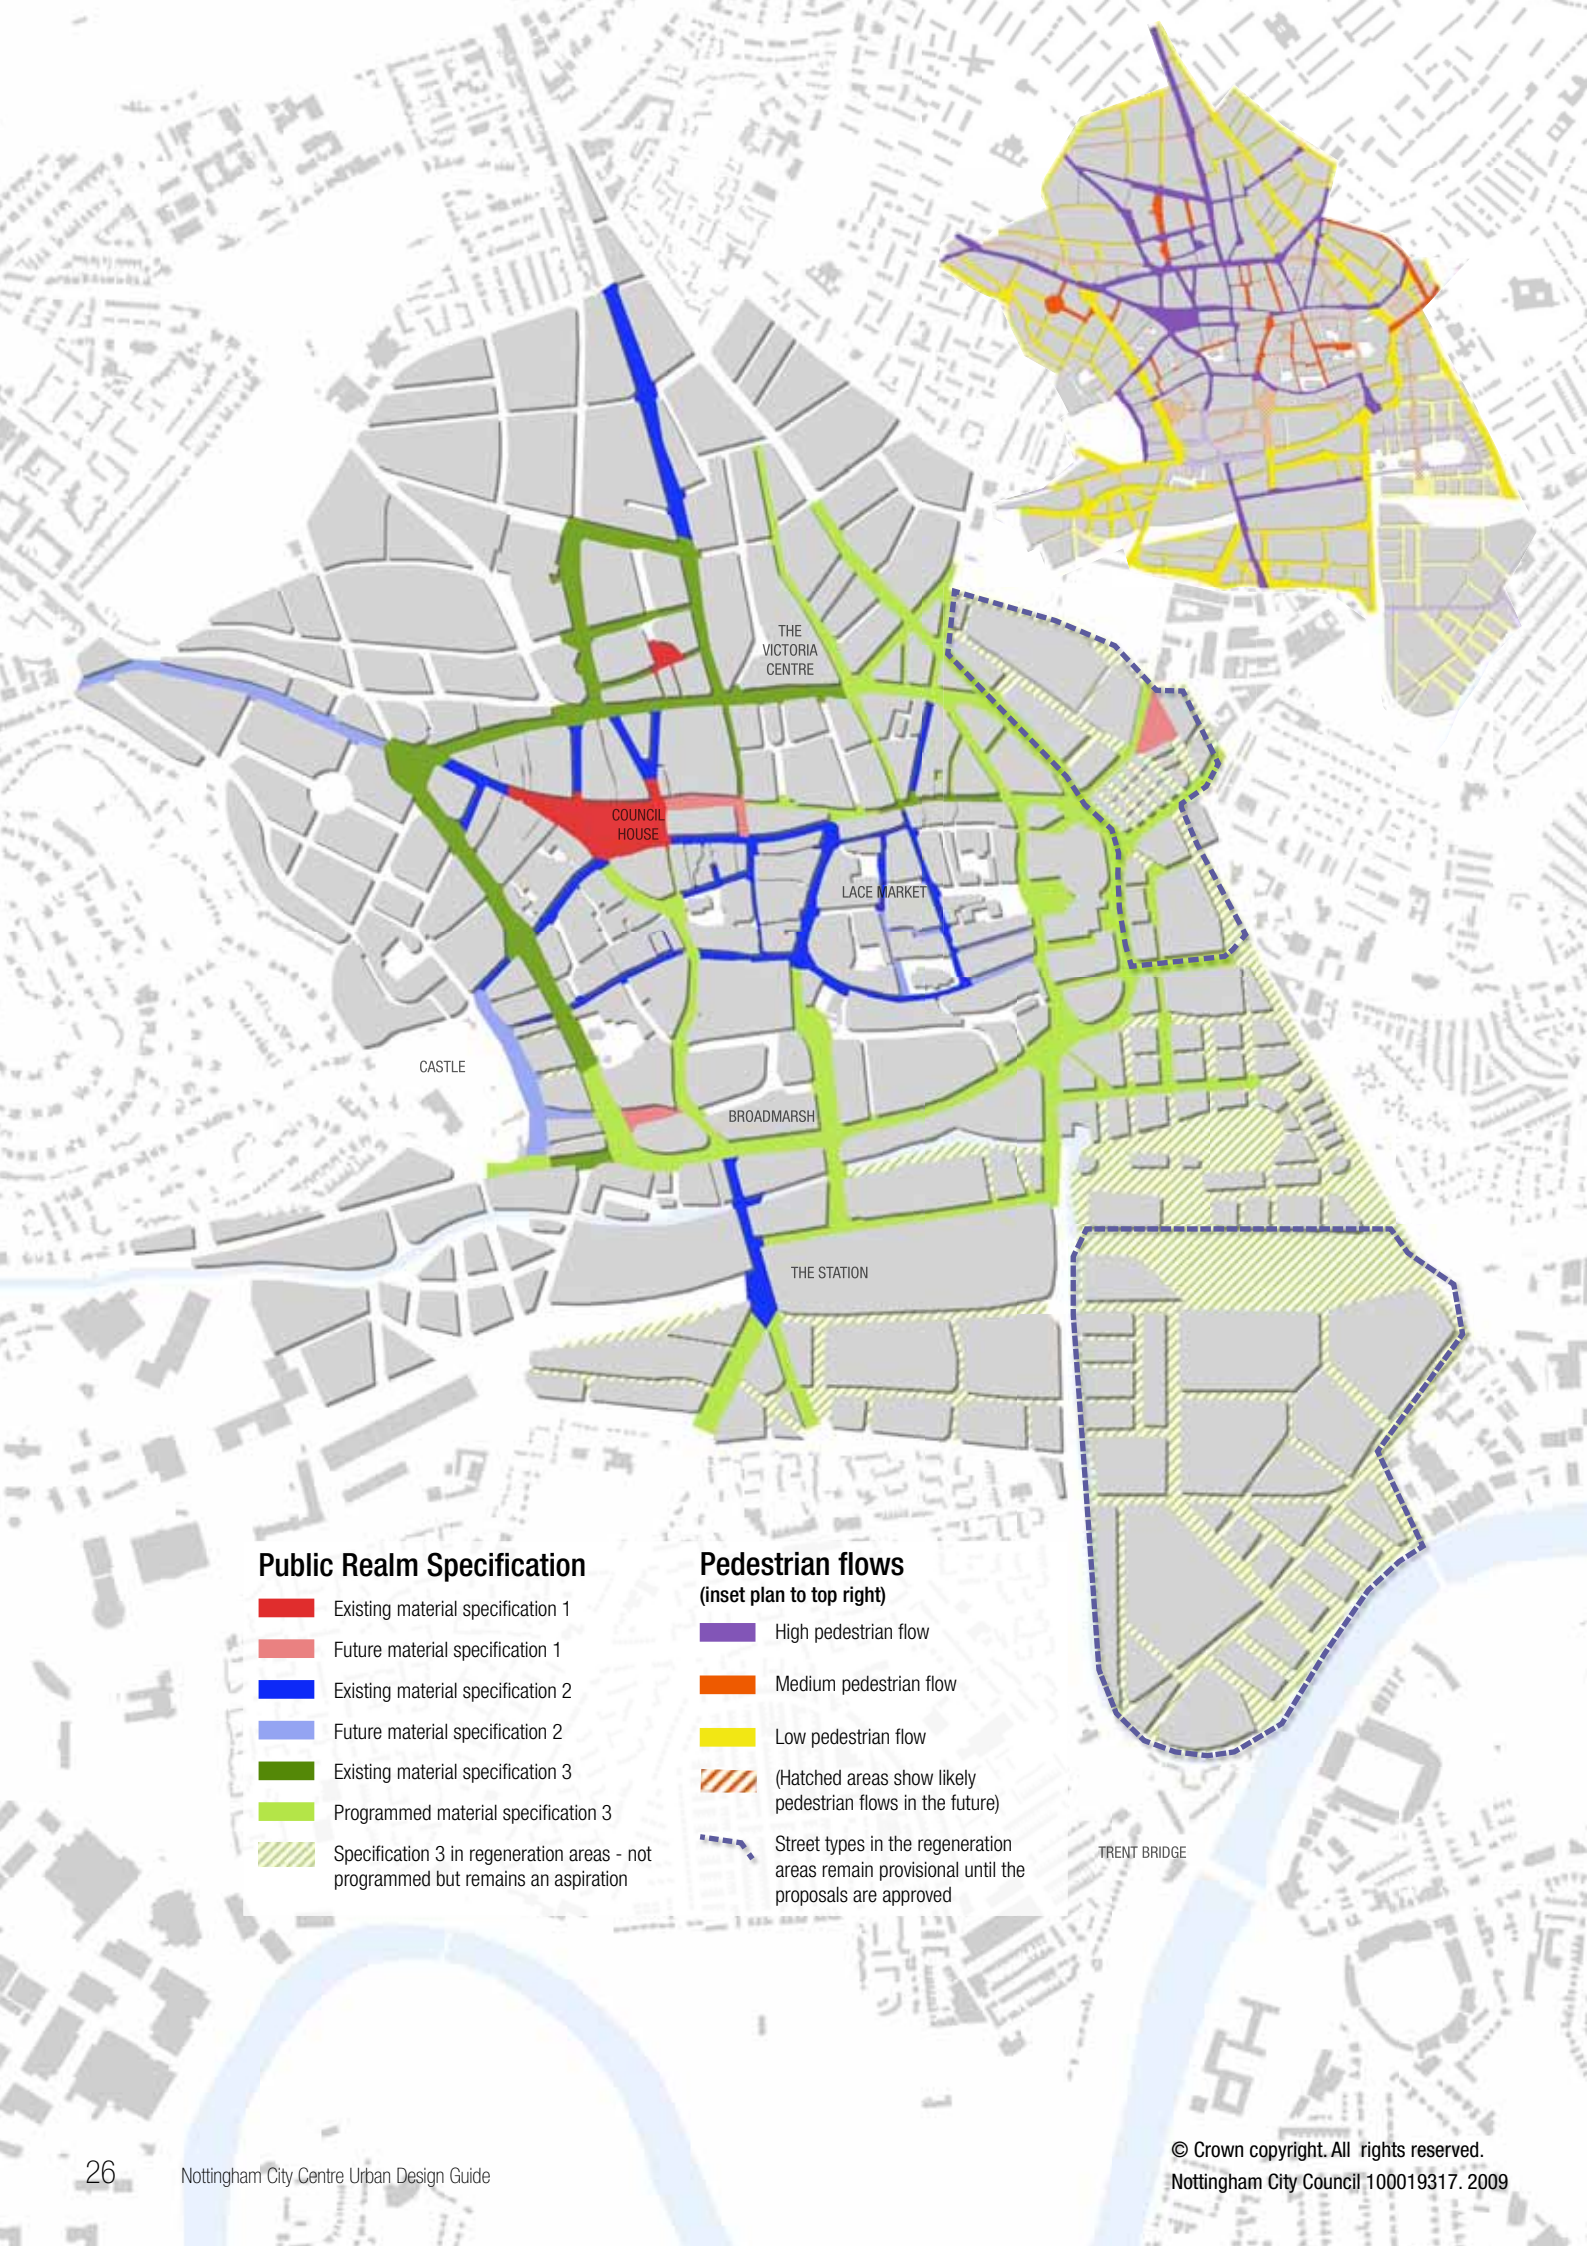 THE
VICTORIA
CENTRE
COUNCIL
HOUSE
LACE MARKET
CASTLE
BROADMARSH
THE STATION
TRENT BRIDGE
Public Realm Specification
Existing material specification 1
Future material specification 1
Existing material specification 2
Future material specification 2
Existing material specification 3
Programmed material specification 3
Specification 3 in regeneration areas - not
programmed but remains an aspiration
Pedestrian flows
(inset plan to top right)
High pedestrian flow
Medium pedestrian flow
Low pedestrian flow
(Hatched areas show likely
pedestrian flows in the future)
Street types in the regeneration
areas remain provisional until the
proposals are approved
26 Nottingham City Centre Urban Design Guide
© Crown copyright. All rights reserved.
Nottingham City Council 100019317. 2009